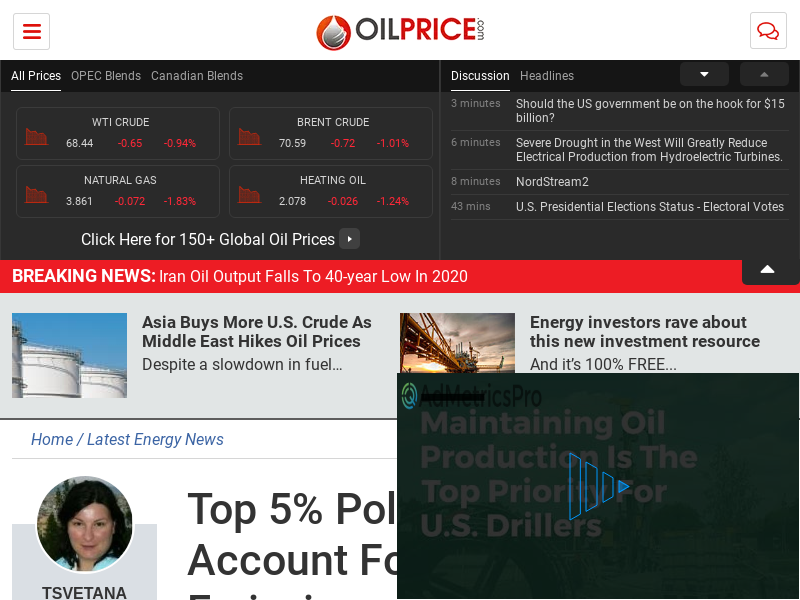 OILPRICE.com
All Prices OPEC Blends Canadian Blends
Discussion Headlines
WTI CRUDE
68.44 -0.65 -0.94%
BRENT CRUDE
70.59 -0.72 -1.01%
NATURAL GAS
3.861 -0.072 -1.83%
HEATING OIL
2.078 -0.026 -1.24%
Click Here for 150+ Global Oil Prices
3 minutes Should the US government be on the hook for $15
billion?
6 minutes Severe Drought in the West Will Greatly Reduce
Electrical Production from Hydroelectric Turbines.
8 minutes NordStream2
43 mins U.S. Presidential Elections Status - Electoral Votes
BREAKING NEWS: Iran Oil Output Falls To 40-year Low In 2020
Asia Buys More U.S. Crude As
Middle East Hikes Oil Prices
Despite a slowdown in fuel…
Energy investors rave about
this new investment resource
And it’s 100% FREE...
AdMetricsPro
Maintaining Oil
Production Is The
Top Priority For
U.S. Drillers
Home / Latest Energy News
Top 5% Pol
Account Fo
TSVETANA